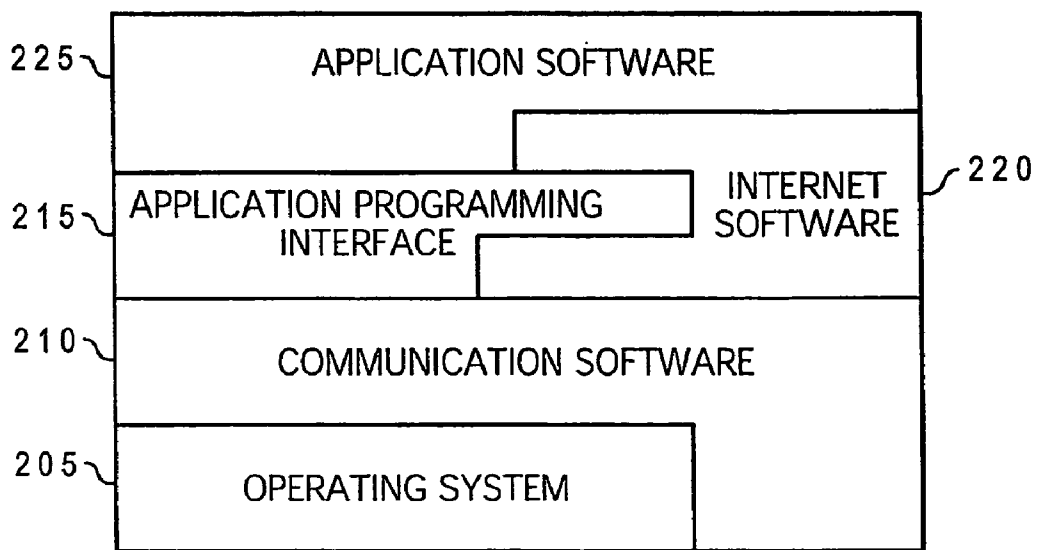 225
APPLICATION SOFTWARE
INTERNET
SOFTWARE
220
215
APPLICATION PROGRAMMING
INTERFACE
210
COMMUNICATION SOFTWARE
205
OPERATING SYSTEM